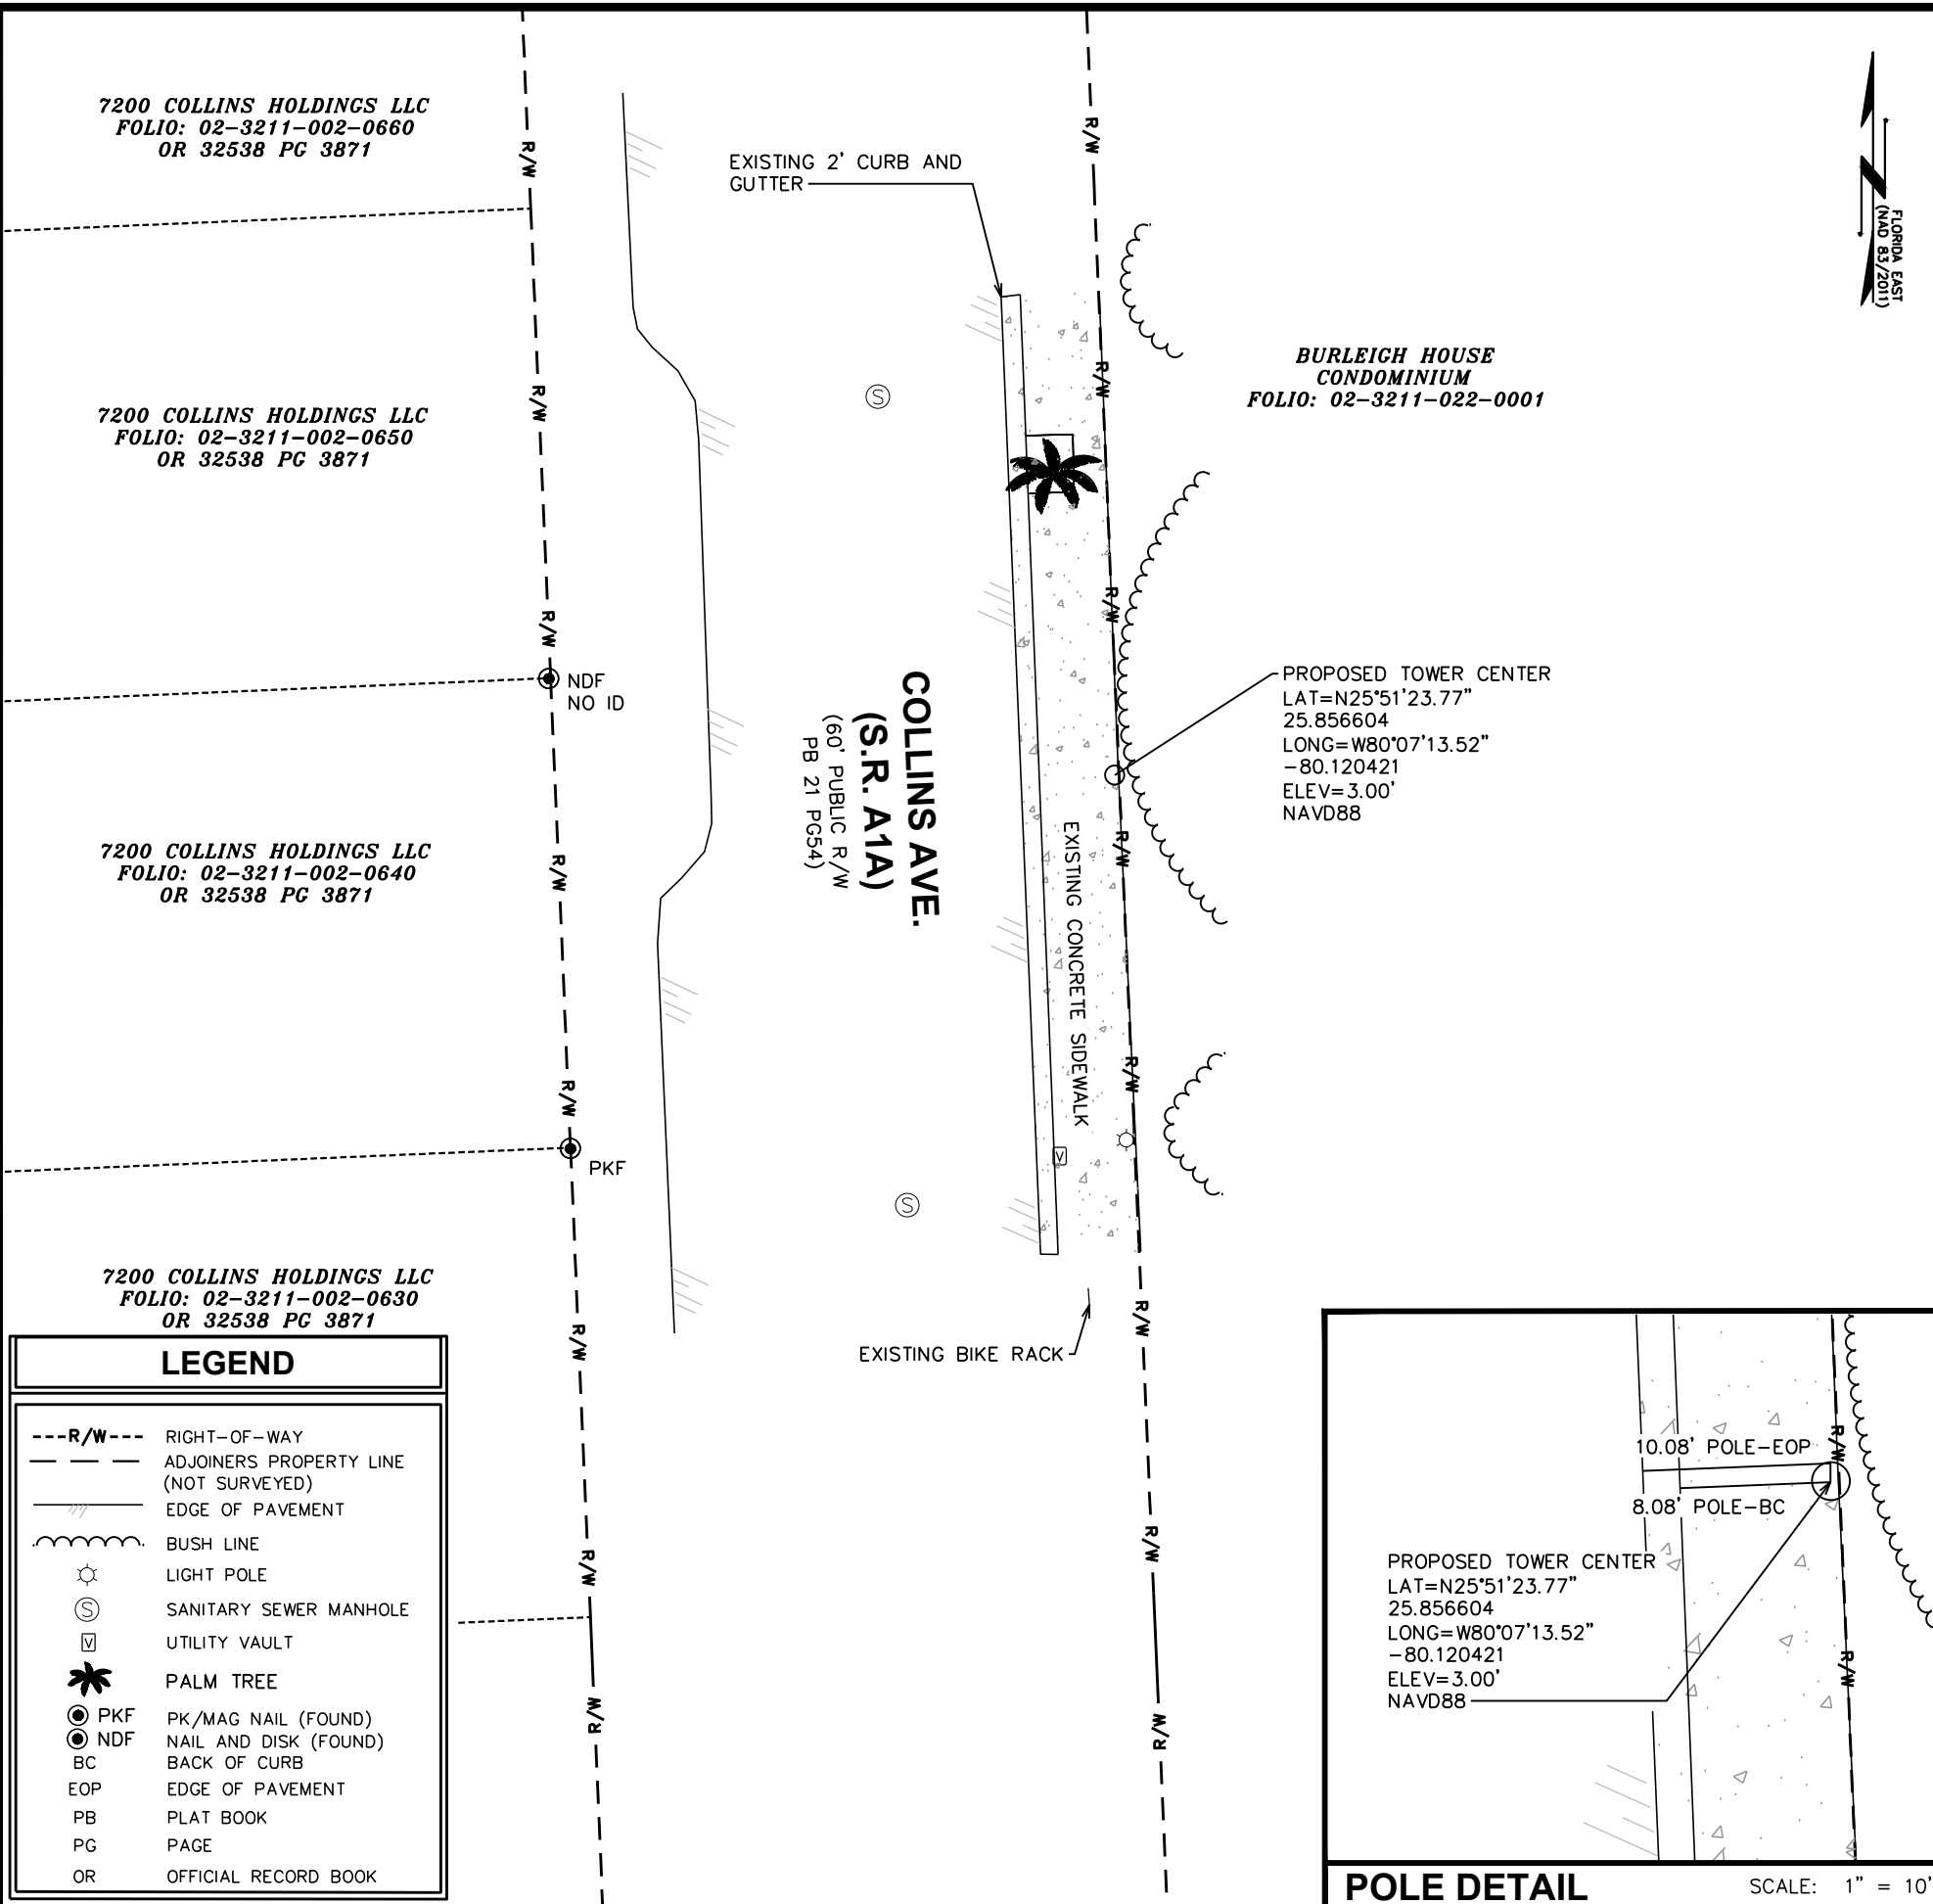 7200 COLLINS HOLDINGS LLC
FOLIO: 02-3211-002-0660
OR 32538 PG 3871
R/W
R/W
EXISTING 2' CURB AND
GUTTER
FLORIDA EAST
(NAD 83/2011)
N
BURLEIGH HOUSE
CONDOMINIUM
FOLIO: 02-3211-022-0001
R/W
R/W
S
7200 COLLINS HOLDINGS LLC
FOLIO: 02-3211-002-0650
OR 32538 PG 3871
R/W
R/W
NDF
NO ID
COLLINS AVE.
(S.R. A1A)
(60' PUBLIC R/W
PB 21 PG54)
PROPOSED TOWER CENTER
LAT=N25°51'23.77"
25.856604
LONG=W80°07'13.52"
-80.120421
ELEV=3.00'
NAVD88
7200 COLLINS HOLDINGS LLC
FOLIO: 02-3211-002-0640
OR 32538 PG 3871
R/W
R/W
EXISTING CONCRETE SIDEWALK
R/W
R/W
PKF
V
S
7200 COLLINS HOLDINGS LLC
FOLIO: 02-3211-002-0630
OR 32538 PG 3871
R/W
R/W
EXISTING BIKE RACK
R/W
R/W
R/W
R/W
LEGEND
R/W RIGHT-OF-WAY
ADJOINERS PROPERTY LINE
(NOT SURVEYED)
EDGE OF PAVEMENT
BUSH LINE
LIGHT POLE
S SANITARY SEWER MANHOLE
V UTILITY VAULT
PALM TREE
PKF PK/MAG NAIL (FOUND)
NDF NAIL AND DISK (FOUND)
BC BACK OF CURB
EOP EDGE OF PAVEMENT
PB PLAT BOOK
PG PAGE
OR OFFICIAL RECORD BOOK
R/W
10.08' POLE-EOP
8.08' POLE-BC
PROPOSED TOWER CENTER
LAT=N25°51'23.77"
25.856604
LONG=W80°07'13.52"
-80.120421
ELEV=3.00'
NAVD88
R/W
POLE DETAIL
SCALE: 1" = 10'